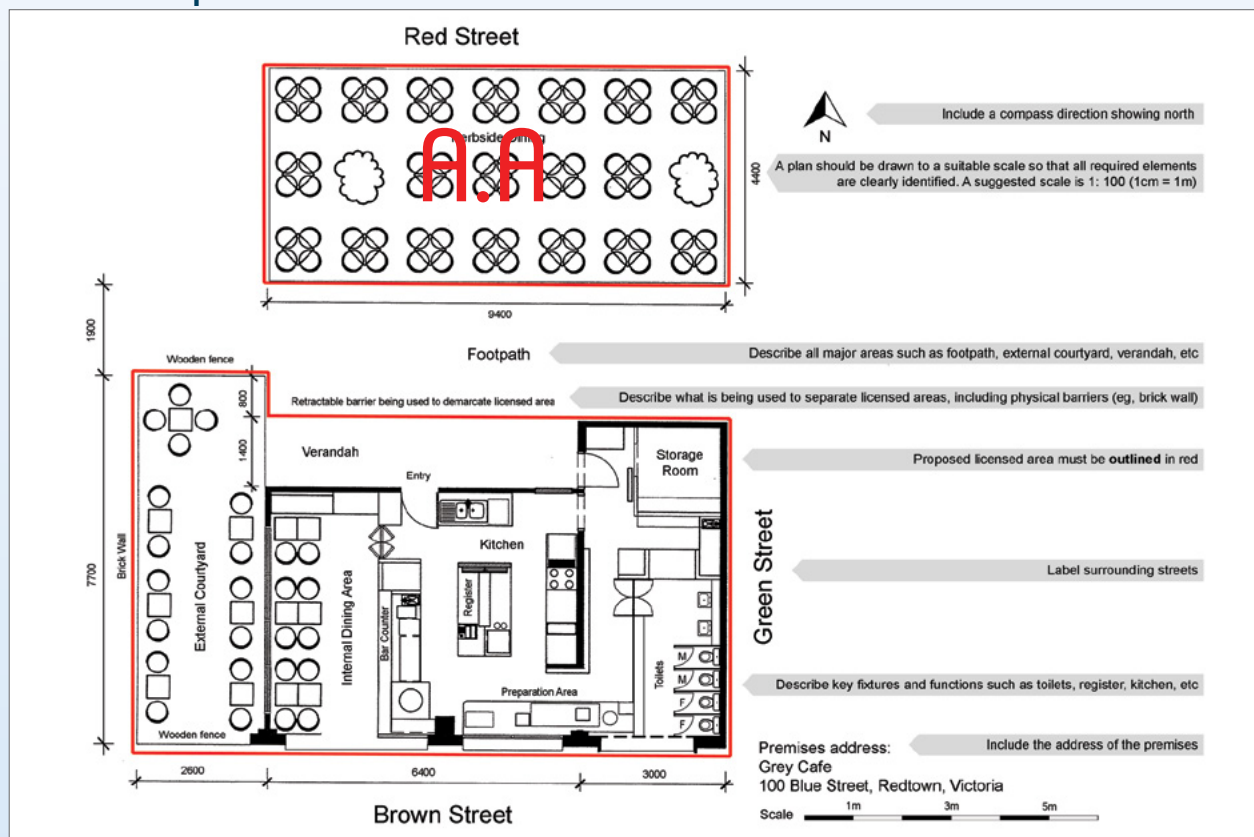 Red Street
A.A
Dining
N
Include a compass direction showing north
A plan should be drawn to a suitable scale so that all required elements
are clearly identified. A suggested scale is 1: 100 (1cm = 1m)
4400
9400
1900
Wooden fence
Footpath
Describe all major areas such as footpath, external courtyard, verandah, etc
800
Retractable barrier being used to demarcate licensed area
Describe what is being used to separate licensed areas, including physical barriers (eg, brick wall)
1400
Verandah
Entry
Storage
Room
Proposed licensed area must be outlined in red
7700
Brick Wall
External Courtyard
Internal Dining Area
Bar Counter
Kitchen
Register
Green Street
Label surrounding streets
Toilets
M
M
F
F
Preparation Area
Describe key fixtures and functions such as toilets, register, kitchen, etc
Wooden fence
Include the address of the premises
Premises address:
Grey Cafe
100 Blue Street, Redtown, Victoria
2600
6400
3000
Brown Street
Scale
1m
3m
5m